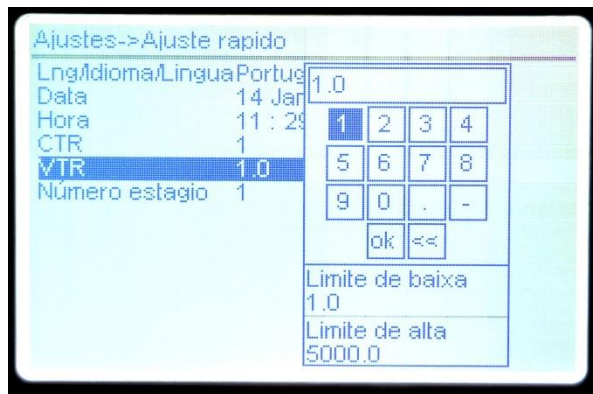 Ajustes->Ajuste rapido
Lng/Idioma/Lingua Portug
Data 14 Jan
Hora 11 : 29
CTR 1
VTR 1.0
Número estagio 1
1.0
1 2 3 4
5 6 7 8
9 0 . -
ok <<
Limite de baixa
1.0
Limite de alta
5000.0